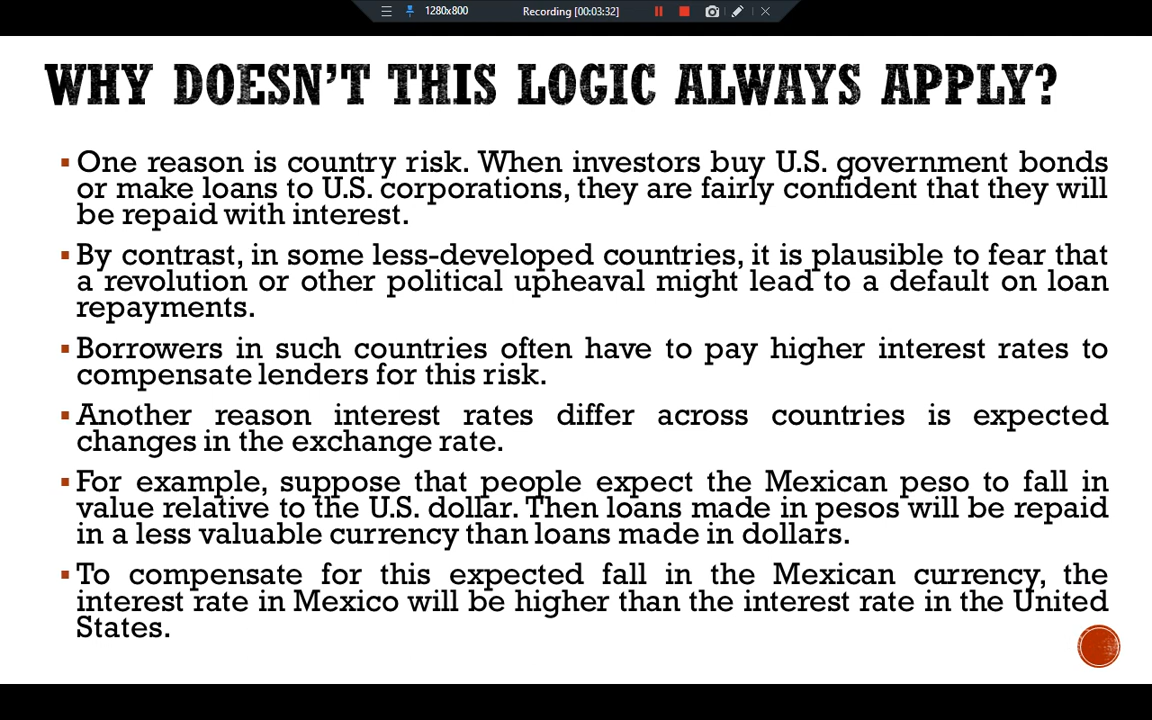 1280x800
Recording [00:03:32]
WHY DOESN'T THIS LOGIC ALWAYS APPLY?
▪ One reason is country risk. When investors buy U.S. government bonds
or make loans to U.S. corporations, they are fairly confident that they will
be repaid with interest.
▪ By contrast, in some less-developed countries, it is plausible to fear that
a revolution or other political upheaval might lead to a default on loan
repayments.
▪ Borrowers in such countries often have to pay higher interest rates to
compensate lenders for this risk.
▪ Another reason interest rates differ across countries is expected
changes in the exchange rate.
▪ For example, suppose that people expect the Mexican peso to fall in
value relative to the U.S. dollar. Then loans made in pesos will be repaid
in a less valuable currency than loans made in dollars.
▪ To compensate for this expected fall in the Mexican currency, the
interest rate in Mexico will be higher than the interest rate in the United
States.